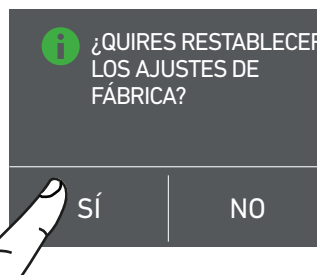 ¿QUIRES RESTABLECER
LOS AJUSTES DE
FÁBRICA?
SÍ
NO